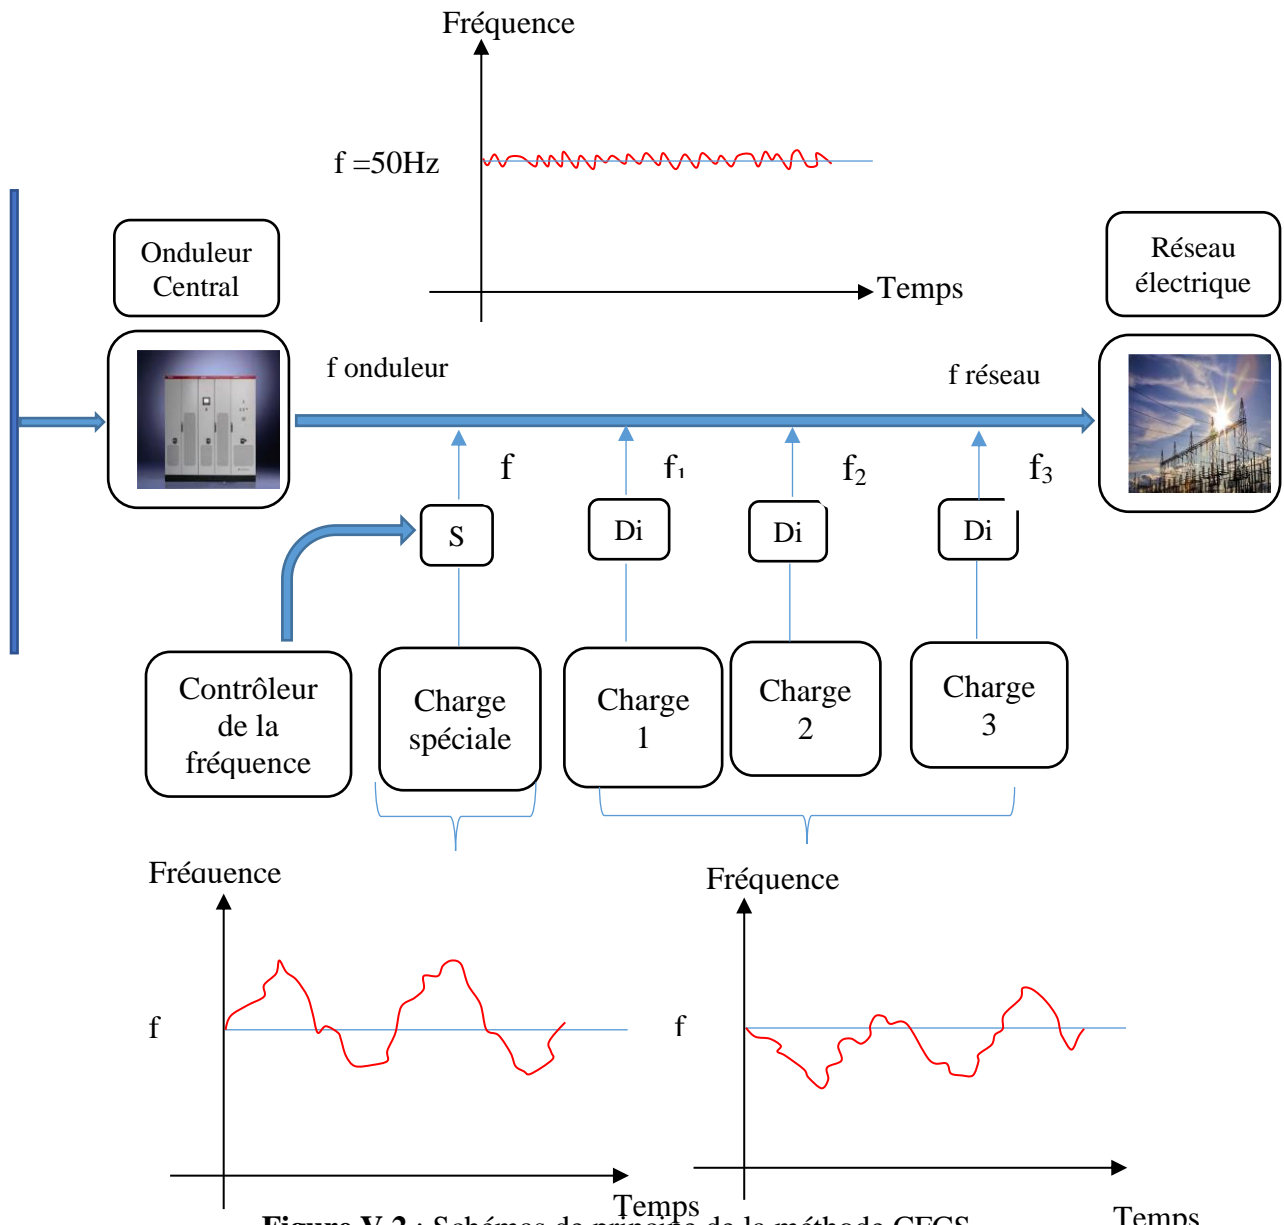 Fréquence
f =50Hz
Temps
Onduleur
Central
Réseau
électrique
f onduleur
f réseau
f
f1
f2
f3
S
Di
Di
Di
Contrôleur
de la
fréquence
Charge
spéciale
Charge
1
Charge
2
Charge
3
Fréquence
f
Temps
Fréquence
f
Temps
Figure V.2 : Schémas de principe de la méthode CFCS